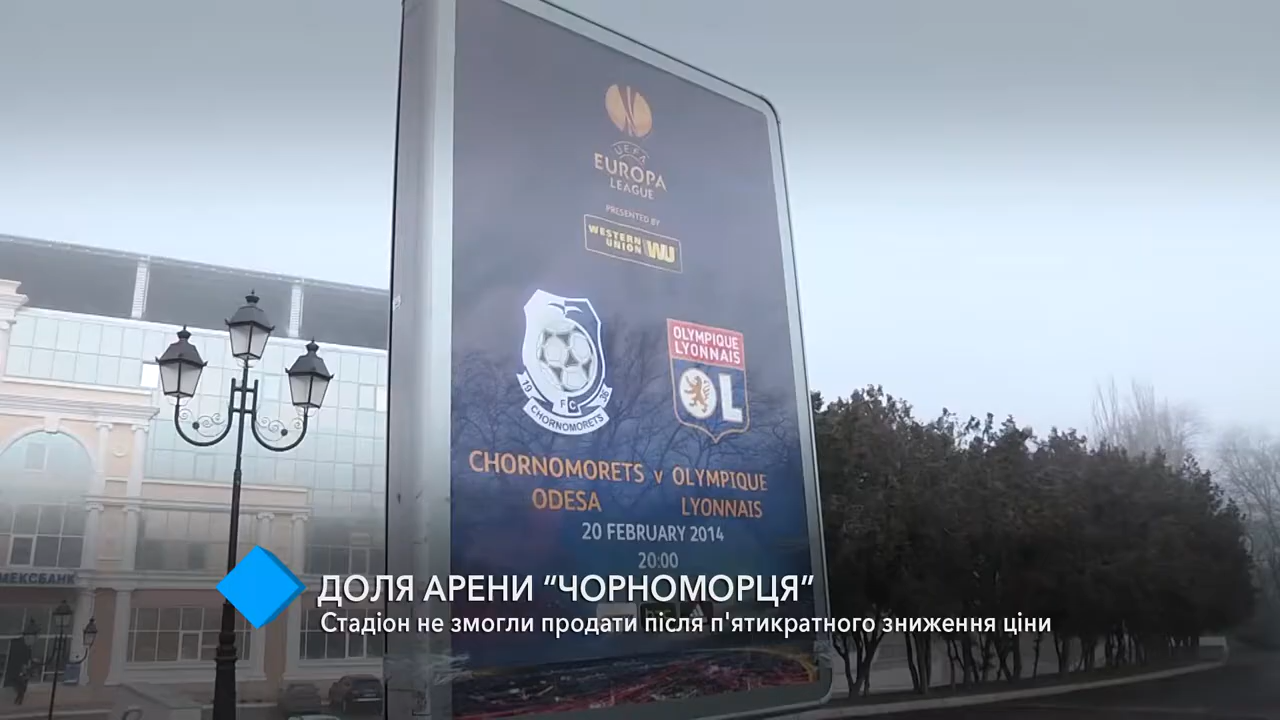 UEFA
EUROPA
LEAGUE
PRESENTED BY
WESTERN
UNION WU
OLYMPIQUE
LYONNAIS
OL
19 FC 36
CHORNOMORETS
CHORNOMORETS v OLYMPIQUE
ODESA LYONNAIS
20 FEBRUARY 2014
20:00
МЕКСБАНК
ДОЛЯ АРЕНИ “ЧОРНОМОРЦЯ”
Стадіон не змогли продати після п'ятикратного зниження ціни